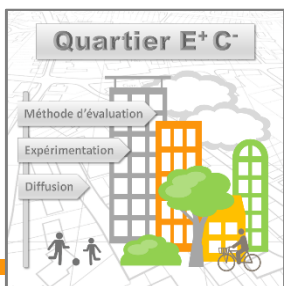 Quartier E⁺ C⁻
Méthode d'évaluation
Expérimentation
Diffusion